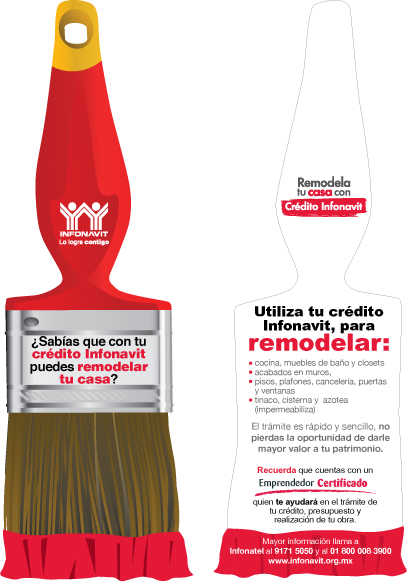 INFONAVIT
Lo logra contigo
¿Sabías que con tu
crédito Infonavit
puedes remodelar
tu casa?
Remodela
tu casa con
Crédito Infonavit
Utiliza tu crédito
Infonavit, para
remodelar:
• cocina, muebles de baño y closets
• acabados en muros,
• pisos, plafones, cancelería, puertas
y ventanas
• tinaco, cisterna y azotea
(impermeabiliza)
El trámite es rápido y sencillo, no
pierdas la oportunidad de darle
mayor valor a tu patrimonio.
Recuerda que cuentas con un
Emprendedor Certificado
quien te ayudará en el trámite de
tu crédito, presupuesto y
realización de tu obra.
Mayor información llama a
Infonatel al 9171 5050 y al 01 800 008 3900
www.infonavit.org.mx